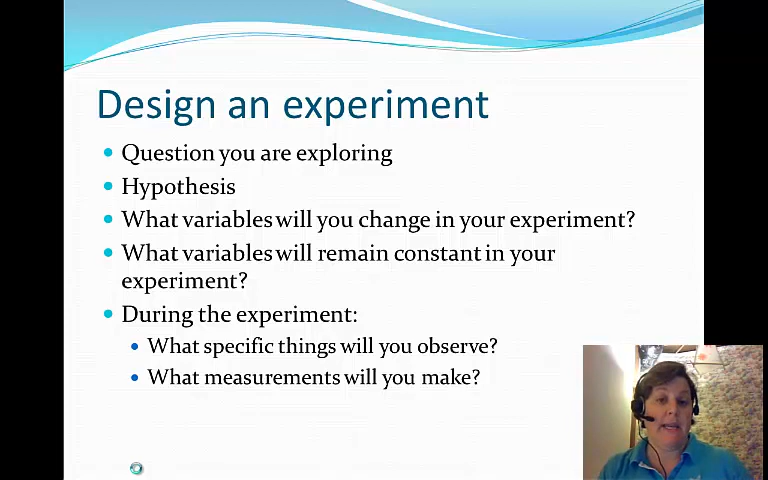 Design an experiment
Question you are exploring
Hypothesis
What variables will you change in your experiment?
What variables will remain constant in your
experiment?
During the experiment:
What specific things will you observe?
What measurements will you make?